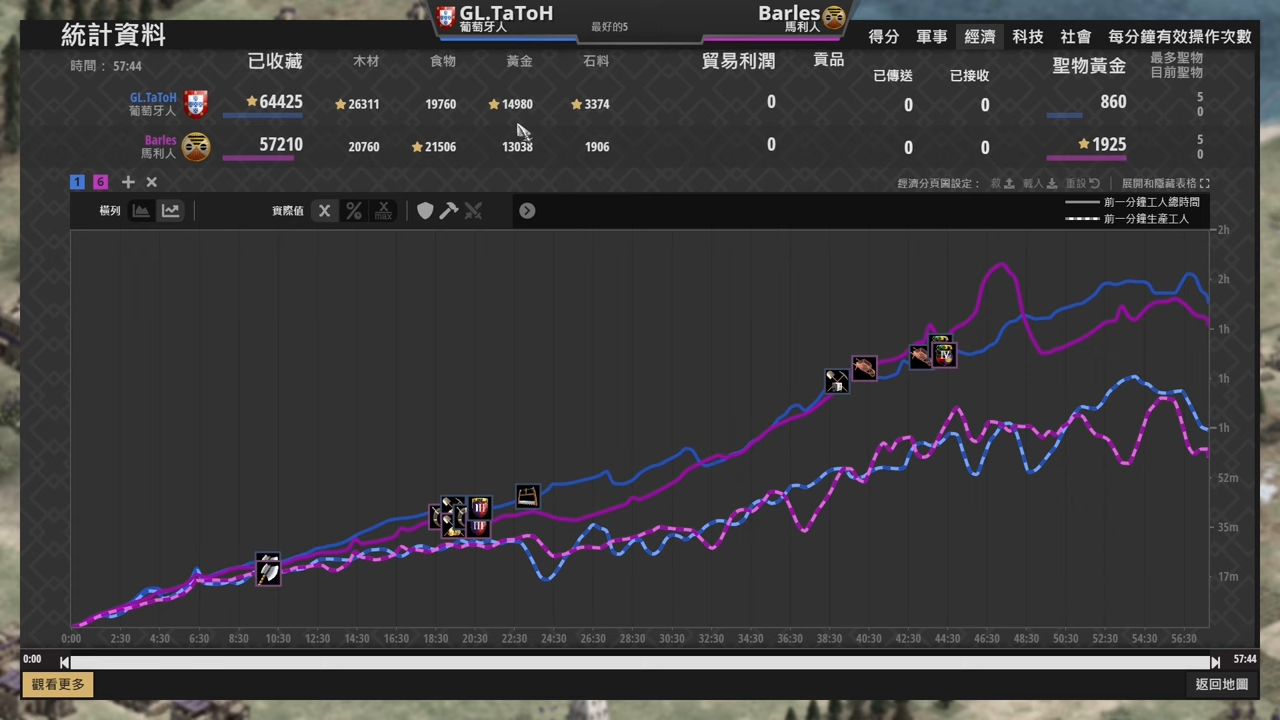 GL.TaToH
葡萄牙人
最好的5
Barles
馬利人
統計資料
得分 軍事 經濟 科技 社會 每分鐘有效操作次數
時間: 57:44
已收藏 木材 食物 黃金 石料 貿易利潤 貢品 已傳送 已接收 聖物黃金 最多聖物
目前聖物
GL.TaToH
葡萄牙人
64425 26311 19760 14980 3374 0 0 0 860 5
0
Barles
馬利人
57210 20760 21506 13038 1906 0 0 0 1925 5
0
1 6
經濟分頁圖設定: 載入 重設 展開和隱藏表格
橫列 實際值 X % X max
前一分鐘工人總時間
前一分鐘生產工人
2h
2h
1h
1h
1h
52m
35m
17m
III
III
IV
0:00 2:30 4:30 6:30 8:30 10:30 12:30 14:30 16:30 18:30 20:30 22:30 24:30 26:30 28:30 30:30 32:30 34:30 36:30 38:30 40:30 42:30 44:30 46:30 48:30 50:30 52:30 54:30 56:30
0:00 57:44
觀看更多 返回地圖